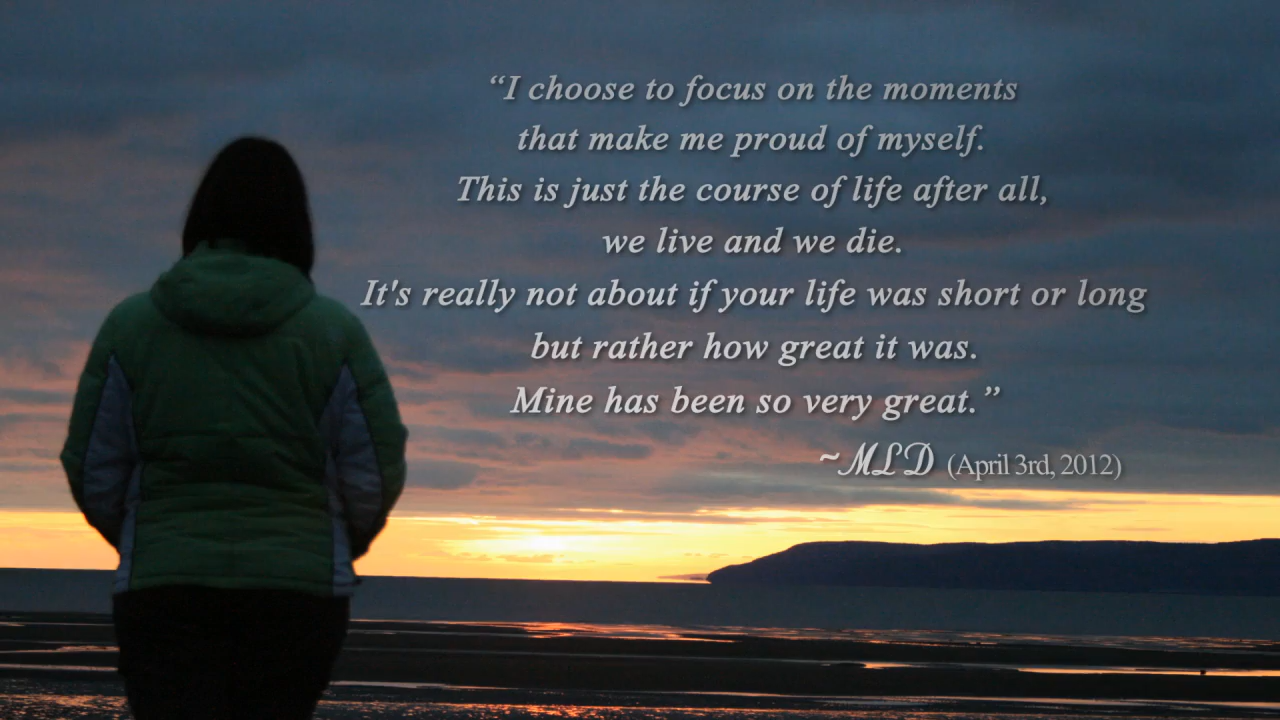 “I choose to focus on the moments
that make me proud of myself.
This is just the course of life after all,
we live and we die.
It's really not about if your life was short or long
but rather how great it was.
Mine has been so very great.”
~MLD (April 3rd, 2012)